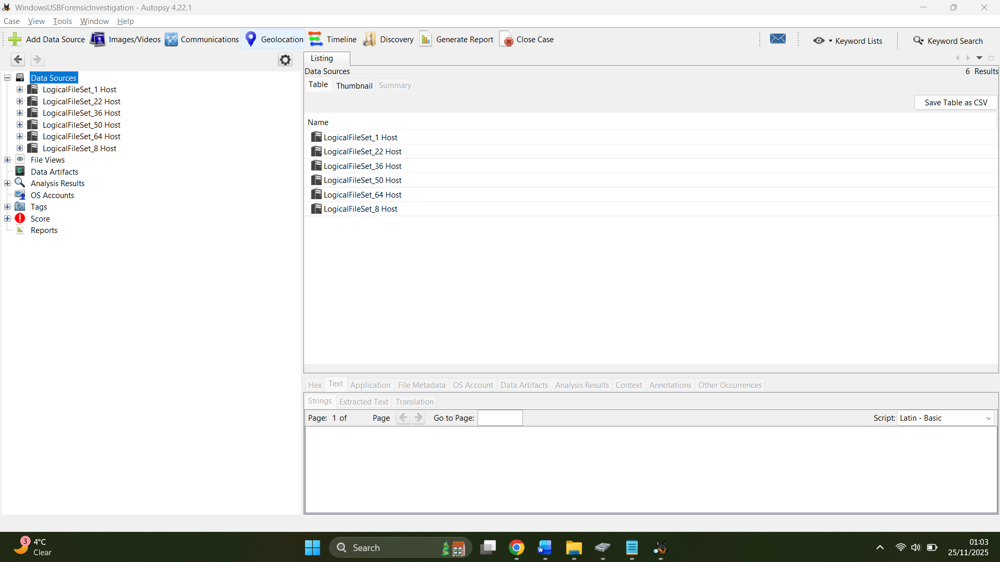 WindowsUSBForensicInvestigation - Autopsy 4.22.1
Case View Tools Window Help
Add Data Source Images/Videos Communications Geolocation Timeline Discovery Generate Report Close Case Keyword Lists Keyword Search
Data Sources
LogicalFileSet_1 Host
LogicalFileSet_22 Host
LogicalFileSet_36 Host
LogicalFileSet_50 Host
LogicalFileSet_64 Host
LogicalFileSet_8 Host
File Views
Data Artifacts
Analysis Results
OS Accounts
Tags
Score
Reports
Listing
Data Sources 6 Results
Table Thumbnail Summary
Save Table as CSV
Name
LogicalFileSet_1 Host
LogicalFileSet_22 Host
LogicalFileSet_36 Host
LogicalFileSet_50 Host
LogicalFileSet_64 Host
LogicalFileSet_8 Host
Hex Text Application File Metadata OS Account Data Artifacts Analysis Results Context Annotations Other Occurrences
Strings Extracted Text Translation
Page: 1 of Page Go to Page: Script: Latin - Basic
3 4°C
Clear
Search
W
01:03
25/11/2025